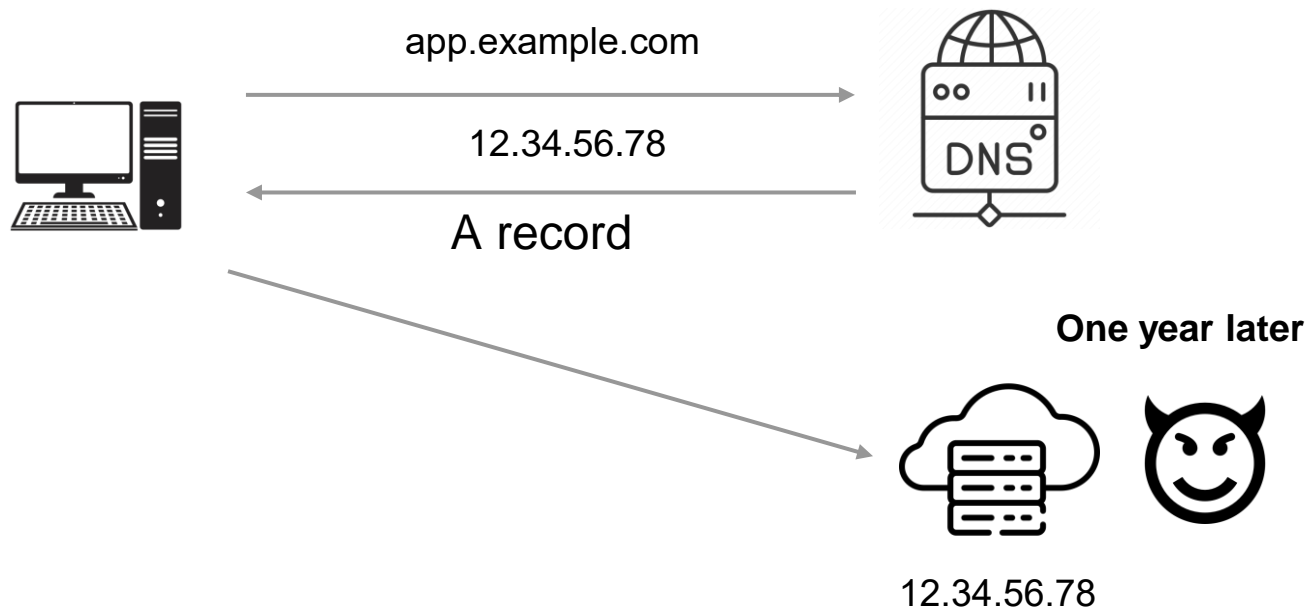 app.example.com
12.34.56.78
A record
DNS
One year later
12.34.56.78